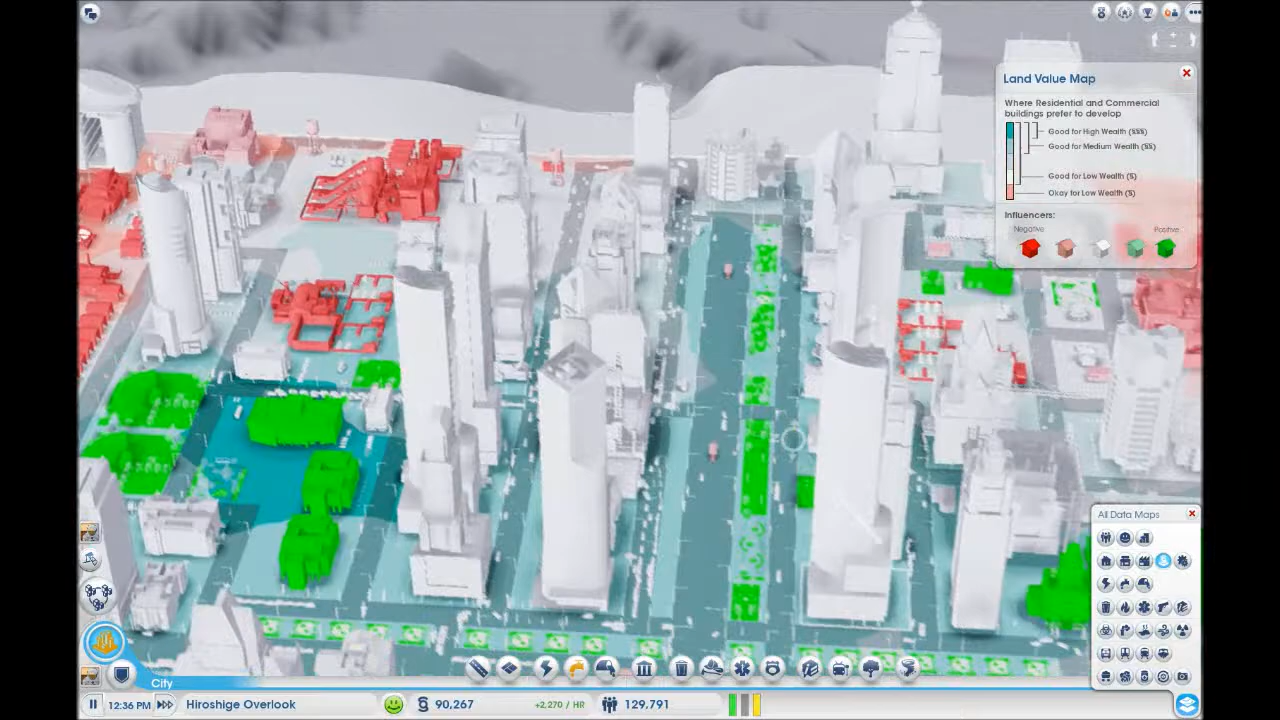 Land Value Map
Where Residential and Commercial
buildings prefer to develop
Good for High Wealth ($$$)
Good for Medium Wealth ($$)
Good for Low Wealth ($)
Okay for Low Wealth ($)
Influencers:
Negative
Positive
All Data Maps
City
12:36 PM
Hiroshige Overlook
90,267
+2,270 / HR
129,791